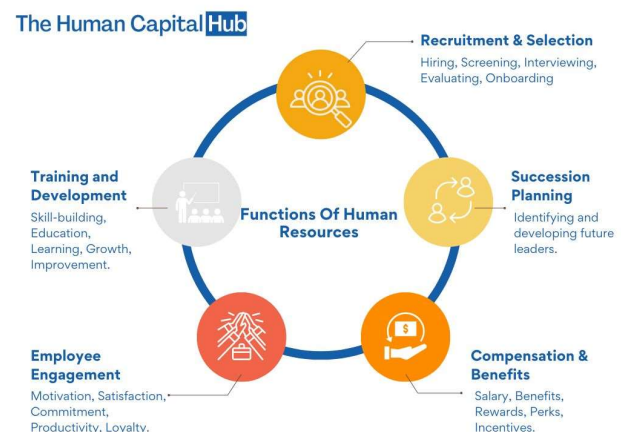 The Human Capital Hub
Recruitment & Selection
Hiring, Screening, Interviewing,
Evaluating, Onboarding
Training and
Development
Skill-building,
Education,
Learning, Growth,
Improvement.
Functions Of Human
Resources
Succession
Planning
Identifying and
developing future
leaders.
$
Employee
Engagement
Motivation, Satisfaction,
Commitment,
Productivity, Loyalty.
Compensation &
Benefits
Salary, Benefits,
Rewards, Perks,
Incentives.